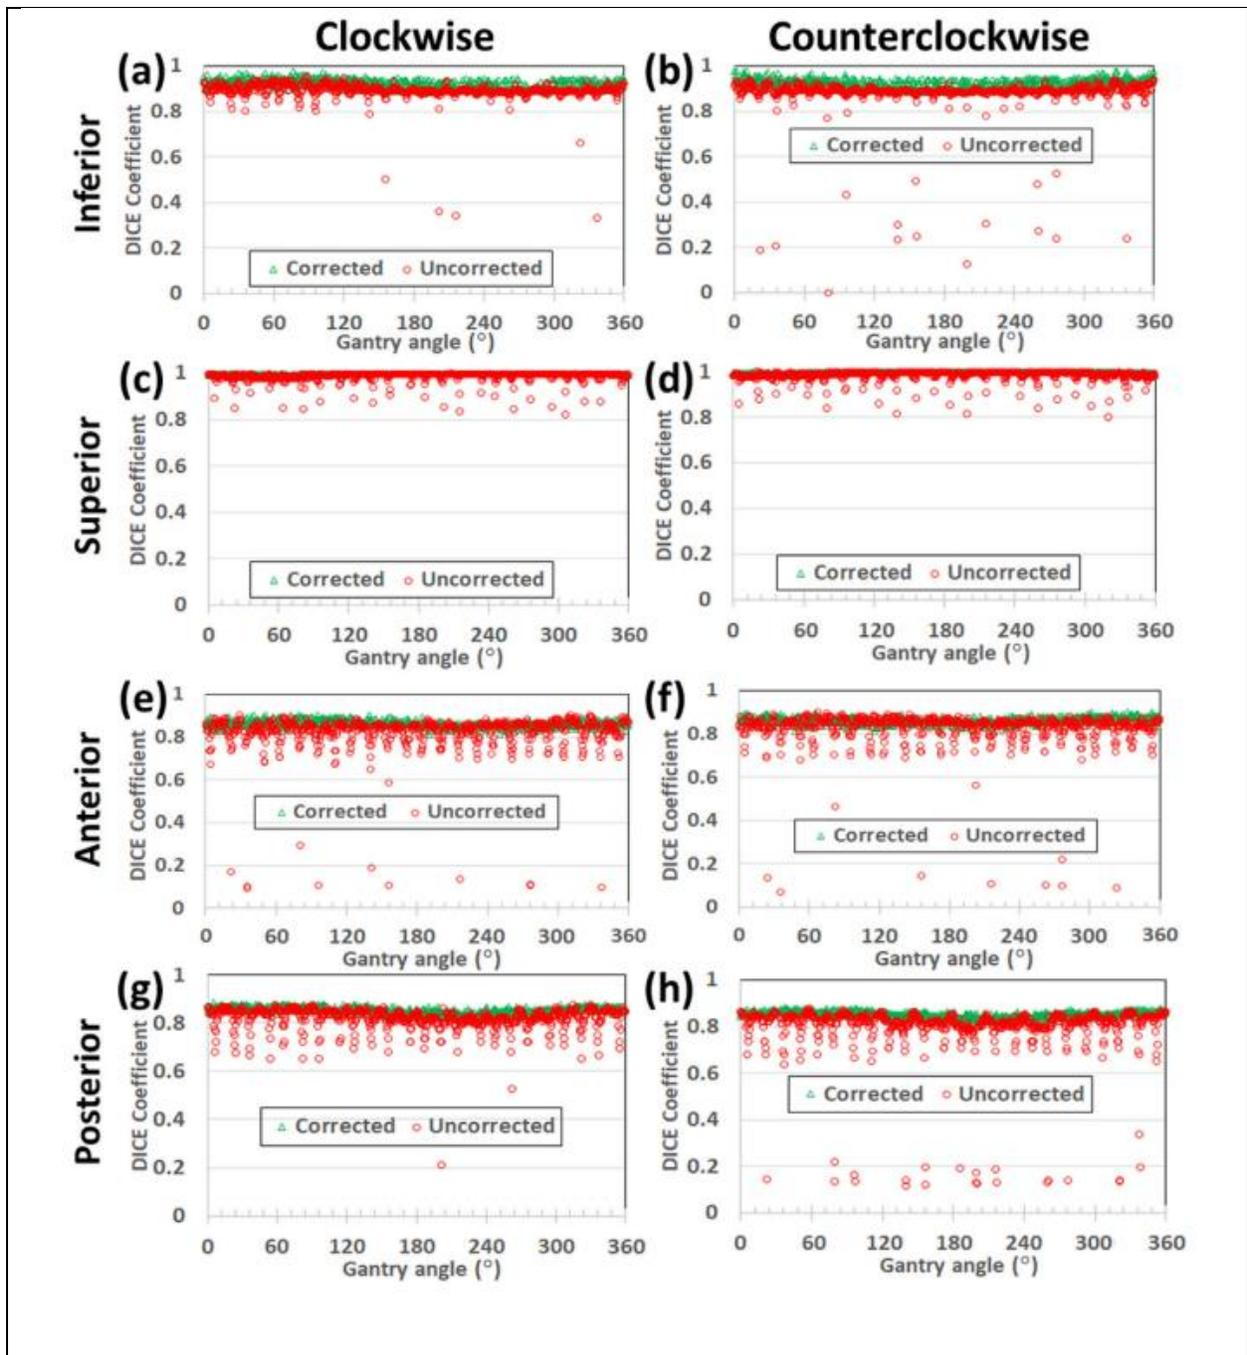 Clockwise Counterclockwise
Inferior
(a)
DICE Coefficient
1
0.8
0.6
0.4
0.2
0
Corrected Uncorrected
0 60 120 180 240 300 360
Gantry angle (°)
(b)
DICE Coefficient
1
0.8
0.6
0.4
0.2
0
Corrected Uncorrected
0 60 120 180 240 300 360
Gantry angle (°)
Superior
(c)
DICE Coefficient
1
0.8
0.6
0.4
0.2
0
Corrected Uncorrected
0 60 120 180 240 300 360
Gantry angle (°)
(d)
DICE Coefficient
1
0.8
0.6
0.4
0.2
0
Corrected Uncorrected
0 60 120 180 240 300 360
Gantry angle (°)
Anterior
(e)
DICE Coefficient
1
0.8
0.6
0.4
0.2
0
Corrected Uncorrected
0 60 120 180 240 300 360
Gantry angle (°)
(f)
DICE Coefficient
1
0.8
0.6
0.4
0.2
0
Corrected Uncorrected
0 60 120 180 240 300 360
Gantry angle (°)
Posterior
(g)
DICE Coefficient
1
0.8
0.6
0.4
0.2
0
Corrected Uncorrected
0 60 120 180 240 300 360
Gantry angle (°)
(h)
DICE Coefficient
1
0.8
0.6
0.4
0.2
0
Corrected Uncorrected
0 60 120 180 240 300 360
Gantry angle (°)